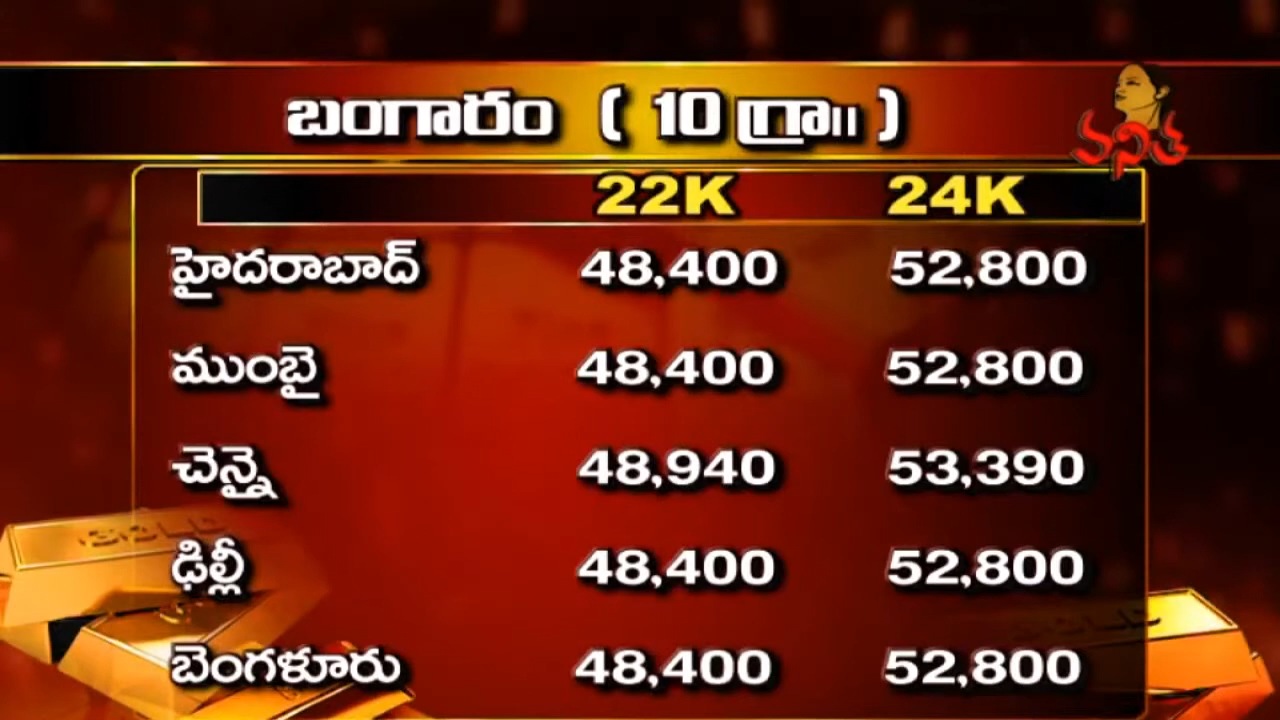 బంగారం ( 10 గ్రా॥ )
వనిత
22K 24K
హైదరాబాద్ 48,400 52,800
ముంబై 48,400 52,800
చెన్నై 48,940 53,390
GOLD
ఢిల్లీ 48,400 52,800
బెంగళూరు 48,400 52,800